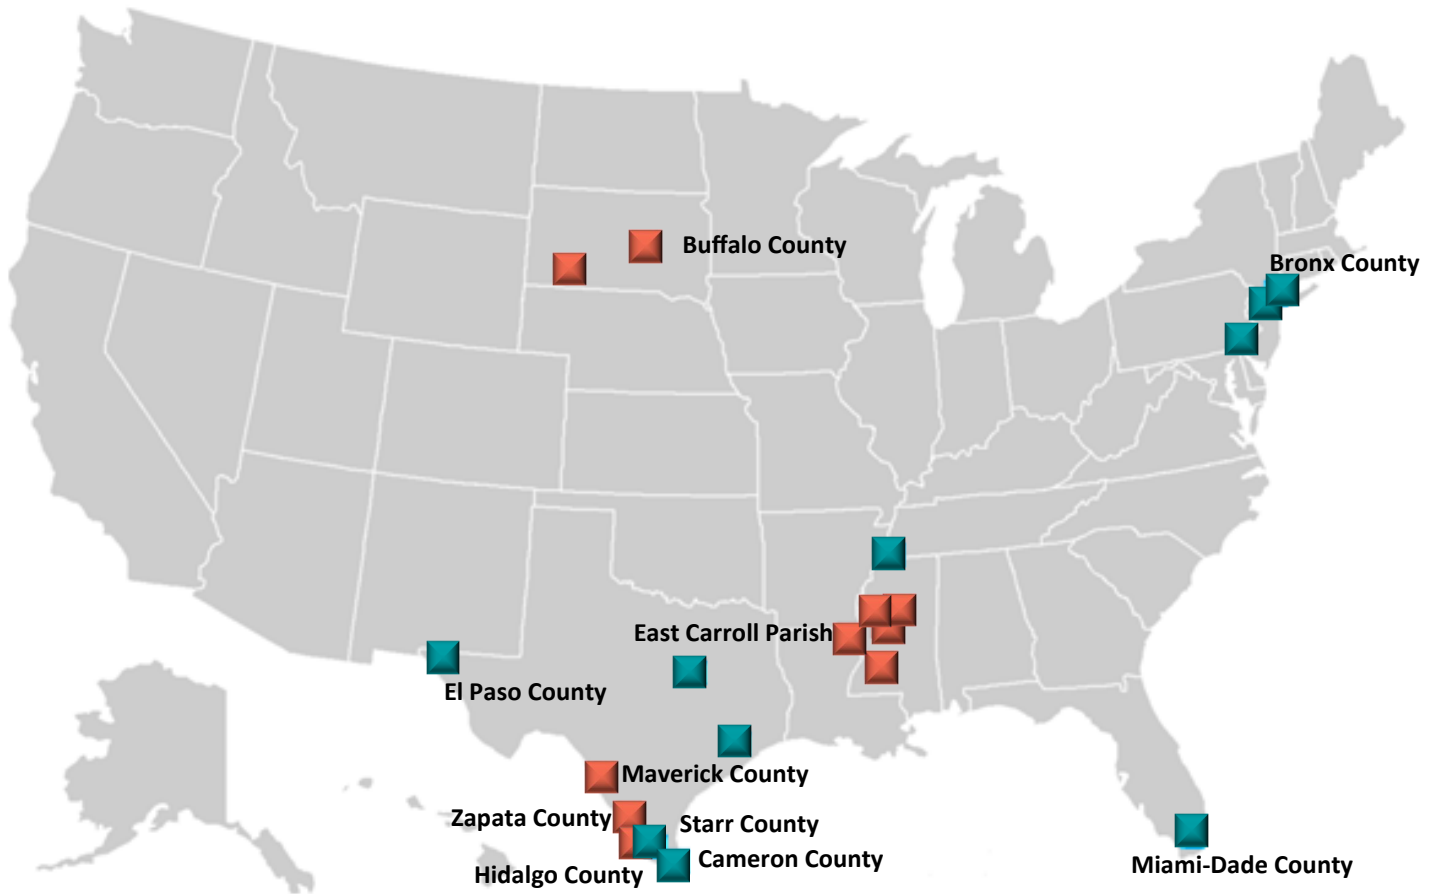 Buffalo County
Bronx County
East Carroll Parish
El Paso County
Maverick County
Zapata County
Starr County
Cameron County
Hidalgo County
Miami-Dade County